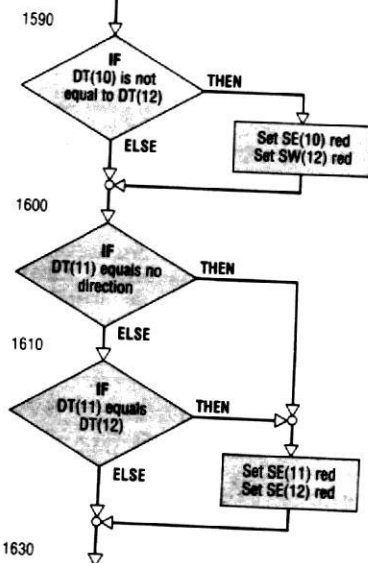 1590
IF
DT(10) is not
equal to DT(12)
THEN
Set SE(10) red
Set SW(12) red
ELSE
1600
IF
DT(11) equals no
direction
THEN
ELSE
1610
IF
DT(11) equals
DT(12)
THEN
Set SE(11) red
Set SE(12) red
ELSE
1630